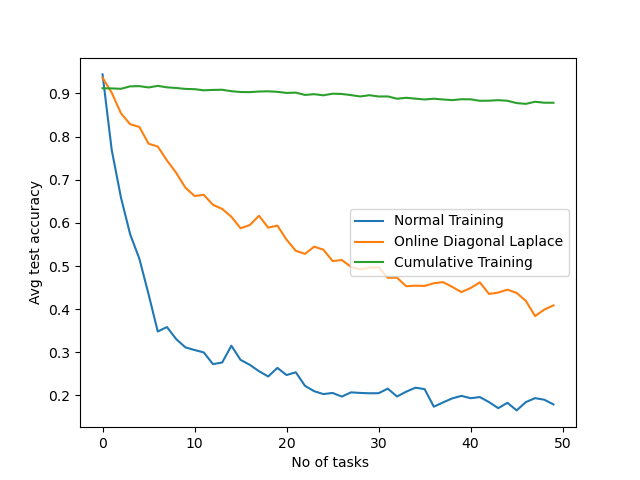 0.9
0.8
0.7
0.6
0.5
0.4
0.3
0.2
Avg test accuracy
Normal Training
Online Diagonal Laplace
Cumulative Training
0 10 20 30 40 50
No of tasks